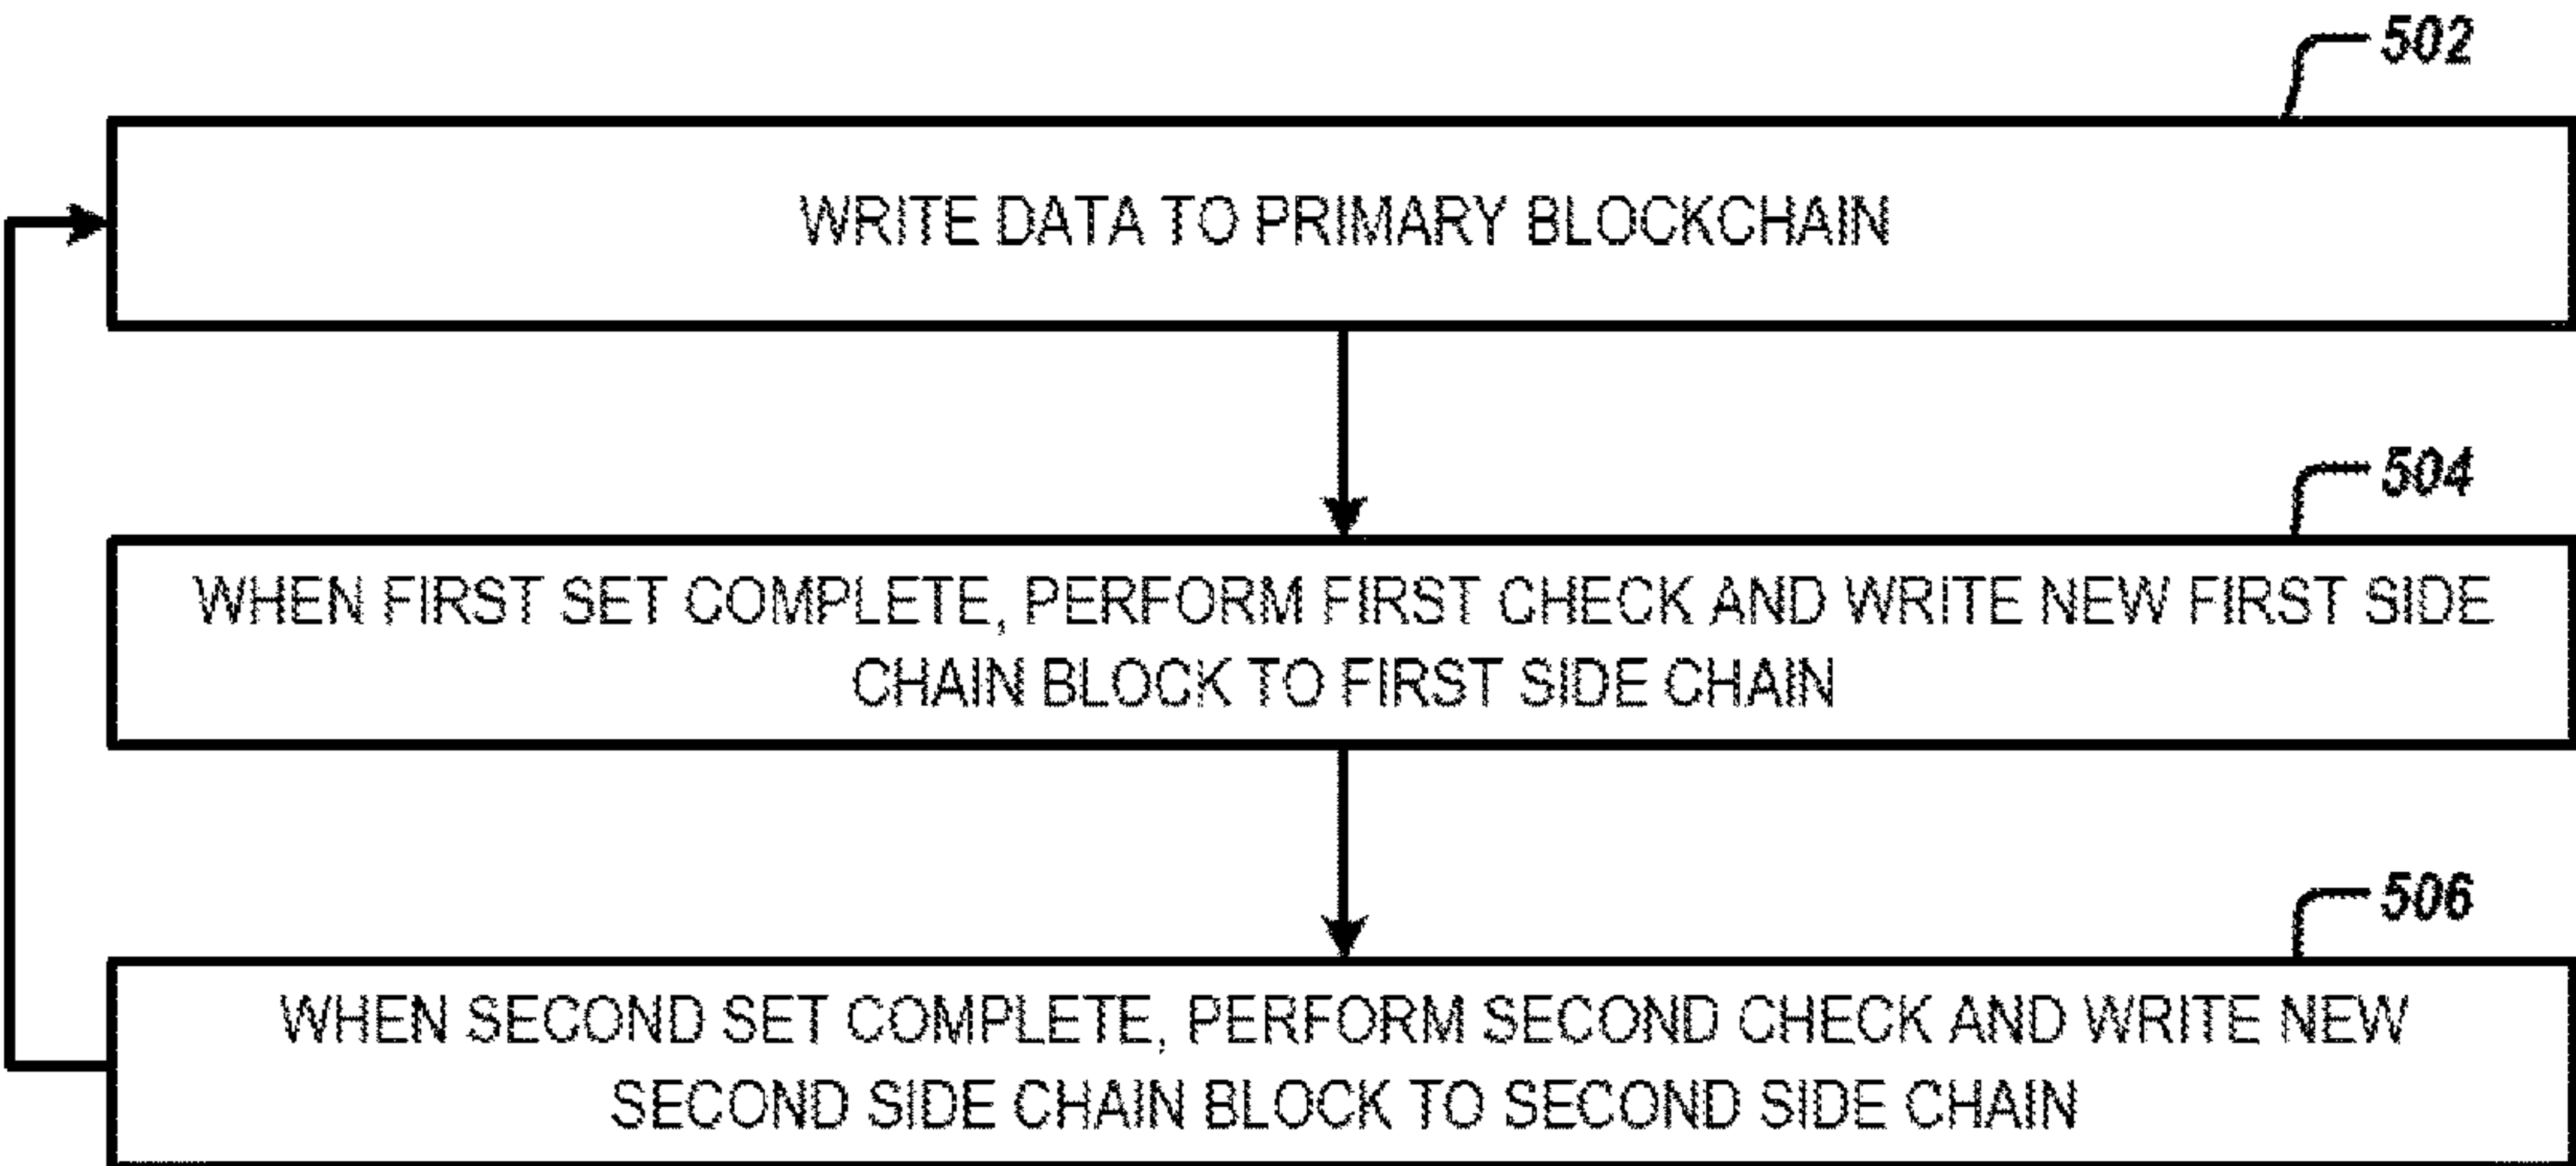 502
WRITE DATA TO PRIMARY BLOCKCHAIN
504
WHEN FIRST SET COMPLETE, PERFORM FIRST CHECK AND WRITE NEW FIRST SIDE
CHAIN BLOCK TO FIRST SIDE CHAIN
506
WHEN SECOND SET COMPLETE, PERFORM SECOND CHECK AND WRITE NEW
SECOND SIDE CHAIN BLOCK TO SECOND SIDE CHAIN